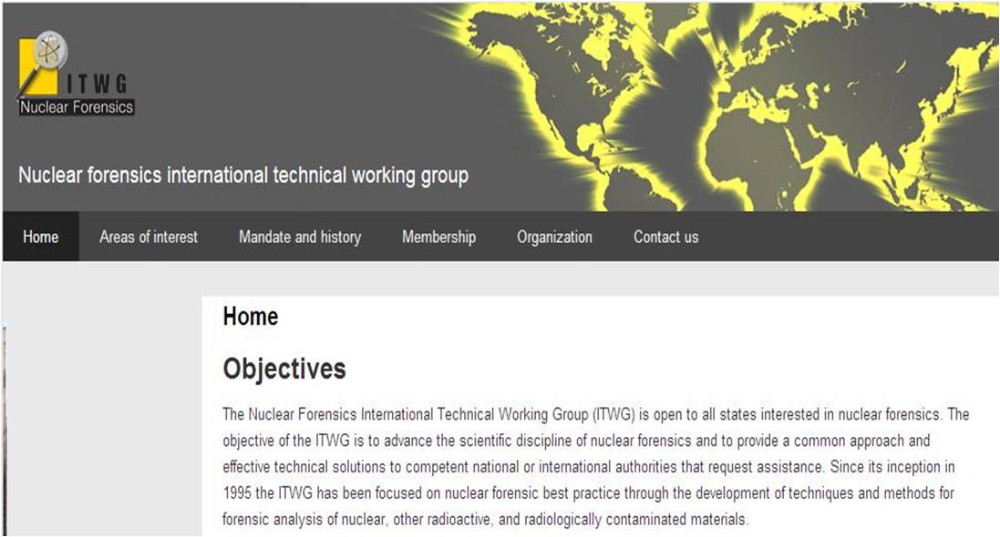 ITWG
Nuclear Forensics
Nuclear forensics international technical working group
Home Areas of interest Mandate and history Membership Organization Contact us
Home
Objectives
The Nuclear Forensics International Technical Working Group (ITWG) is open to all states interested in nuclear forensics. The
objective of the ITWG is to advance the scientific discipline of nuclear forensics and to provide a common approach and
effective technical solutions to competent national or international authorities that request assistance. Since its inception in
1995 the ITWG has been focused on nuclear forensic best practice through the development of techniques and methods for
forensic analysis of nuclear, other radioactive, and radiologically contaminated materials.